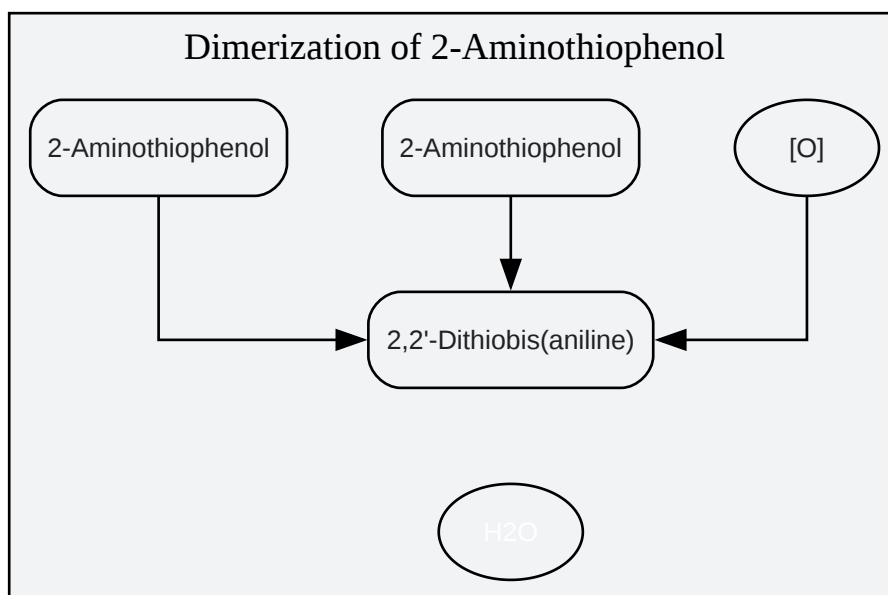 Dimerization of 2-Aminothiophenol
2-Aminothiophenol
2-Aminothiophenol
[O]
2,2'-Dithiobis(aniline)
H2O